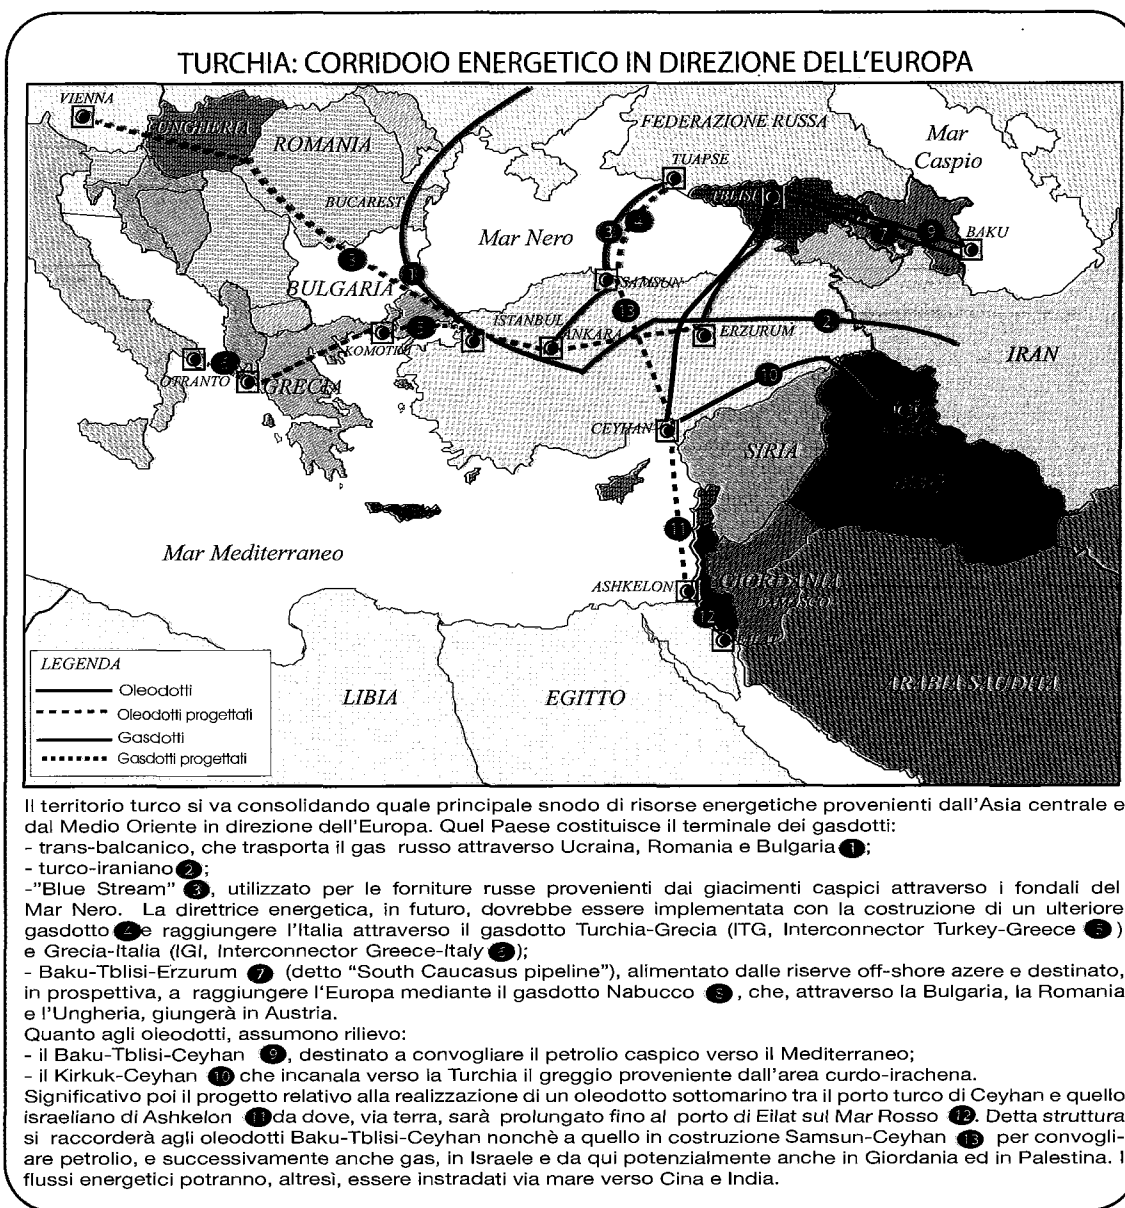 TURCHIA: CORRIDOIO ENERGETICO IN DIREZIONE DELL'EUROPA
VIENNA
UNGHERIA
ROMANIA
BUCAREST
FEDERAZIONE RUSSA
Mar
Caspio
TUAPSE
TBLISI
BAKU
Mar Nero
SAMSUN
BULGARIA
ISTANBUL
ANKARA
ERZURUM
KOMOTINI
OTRANTO
GRECIA
IRAN
CEYHAN
SIRIA
Mar Mediterraneo
ASHKELON
GIORDANIA
ARABIA SAUDITA
LIBIA
EGITTO
1
2
3
7
9
10
11
12
13
LEGENDA
Oleodotti
Oleodotti progettati
Gasdotti
Gasdotti progettati
Il territorio turco si va consolidando quale principale snodo di risorse energetiche provenienti dall'Asia centrale e
dal Medio Oriente in direzione dell'Europa. Quel Paese costituisce il terminale dei gasdotti:
- trans-balcanico, che trasporta il gas russo attraverso Ucraina, Romania e Bulgaria 1;
- turco-iraniano 2;
-"Blue Stream" 3, utilizzato per le forniture russe provenienti dai giacimenti caspici attraverso i fondali del
Mar Nero. La direttrice energetica, in futuro, dovrebbe essere implementata con la costruzione di un ulteriore
gasdotto 4 e raggiungere l'Italia attraverso il gasdotto Turchia-Grecia (ITG, Interconnector Turkey-Greece 5)
e Grecia-Italia (IGI, Interconnector Greece-Italy 6);
- Baku-Tblisi-Erzurum 7 (detto "South Caucasus pipeline"), alimentato dalle riserve off-shore azere e destinato,
in prospettiva, a raggiungere l'Europa mediante il gasdotto Nabucco 8, che, attraverso la Bulgaria, la Romania
e l'Ungheria, giungerà in Austria.
Quanto agli oleodotti, assumono rilievo:
- il Baku-Tblisi-Ceyhan 9, destinato a convogliare il petrolio caspico verso il Mediterraneo;
- il Kirkuk-Ceyhan 10 che incanala verso la Turchia il greggio proveniente dall'area curdo-irachena.
Significativo poi il progetto relativo alla realizzazione di un oleodotto sottomarino tra il porto turco di Ceyhan e quello
israeliano di Ashkelon 11 da dove, via terra, sarà prolungato fino al porto di Eilat sul Mar Rosso 12. Detta struttura
si raccorderà agli oleodotti Baku-Tblisi-Ceyhan nonchè a quello in costruzione Samsun-Ceyhan 13 per convogli-
are petrolio, e successivamente anche gas, in Israele e da qui potenzialmente anche in Giordania ed in Palestina. I
flussi energetici potranno, altresì, essere instradati via mare verso Cina e India.